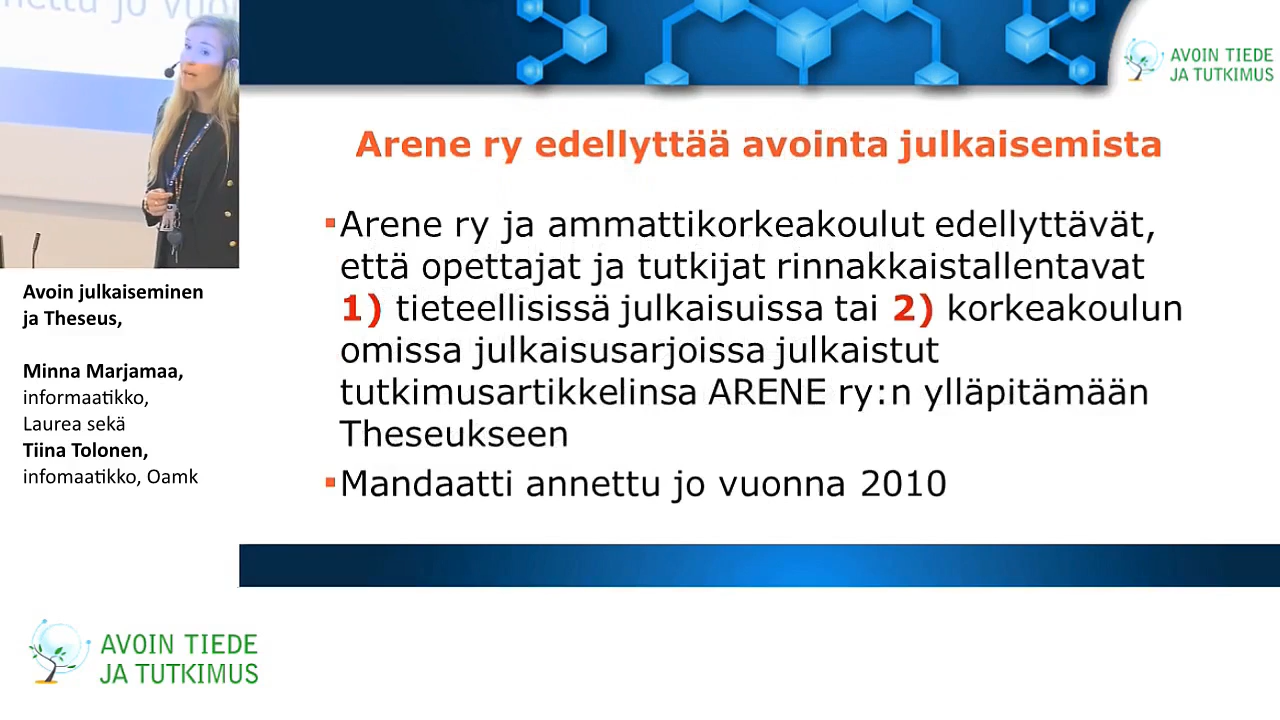 AVOIN TIEDE
JA TUTKIMUS
Arene ry edellyttää avointa julkaisemista
▪Arene ry ja ammattikorkeakoulut edellyttävät,
että opettajat ja tutkijat rinnakkaistallentavat
1) tieteellisissä julkaisuissa tai 2) korkeakoulun
omissa julkaisusarjoissa julkaistut
tutkimusartikkelinsa ARENE ry:n ylläpitämään
Theseukseen
▪Mandaatti annettu jo vuonna 2010
Avoin julkaiseminen
ja Theseus,
Minna Marjamaa,
informaatikko,
Laurea sekä
Tiina Tolonen,
infomaatikko, Oamk
AVOIN TIEDE
JA TUTKIMUS